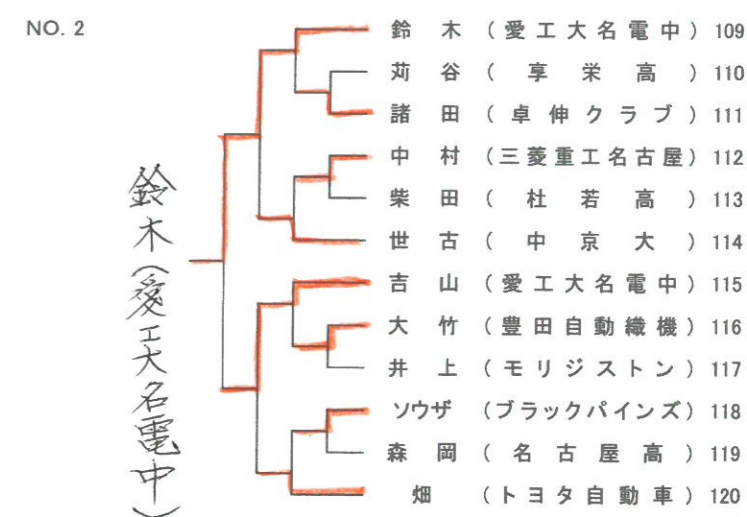 NO. 2
鈴木(愛工大名電中)
鈴 木 (愛工大名電中) 109
苅 谷 ( 享 栄 高 ) 110
諸 田 (卓伸クラブ) 111
中 村 (三菱重工名古屋) 112
柴 田 ( 杜 若 高 ) 113
世 古 ( 中 京 大 ) 114
吉 山 (愛工大名電中) 115
大 竹 (豊田自動織機) 116
井 上 (モリジストン) 117
ソウザ (ブラックパインズ) 118
森 岡 ( 名 古 屋 高 ) 119
畑 (トヨタ自動車) 120